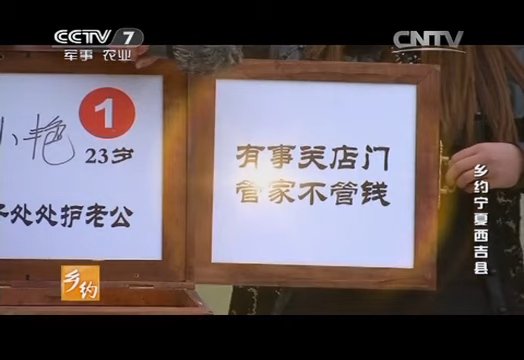 CCTV 7
军事 农业
CNTV
1
小艳
23岁
处处护老公
有事关店门
管家不管钱
乡约宁夏西吉县
乡约